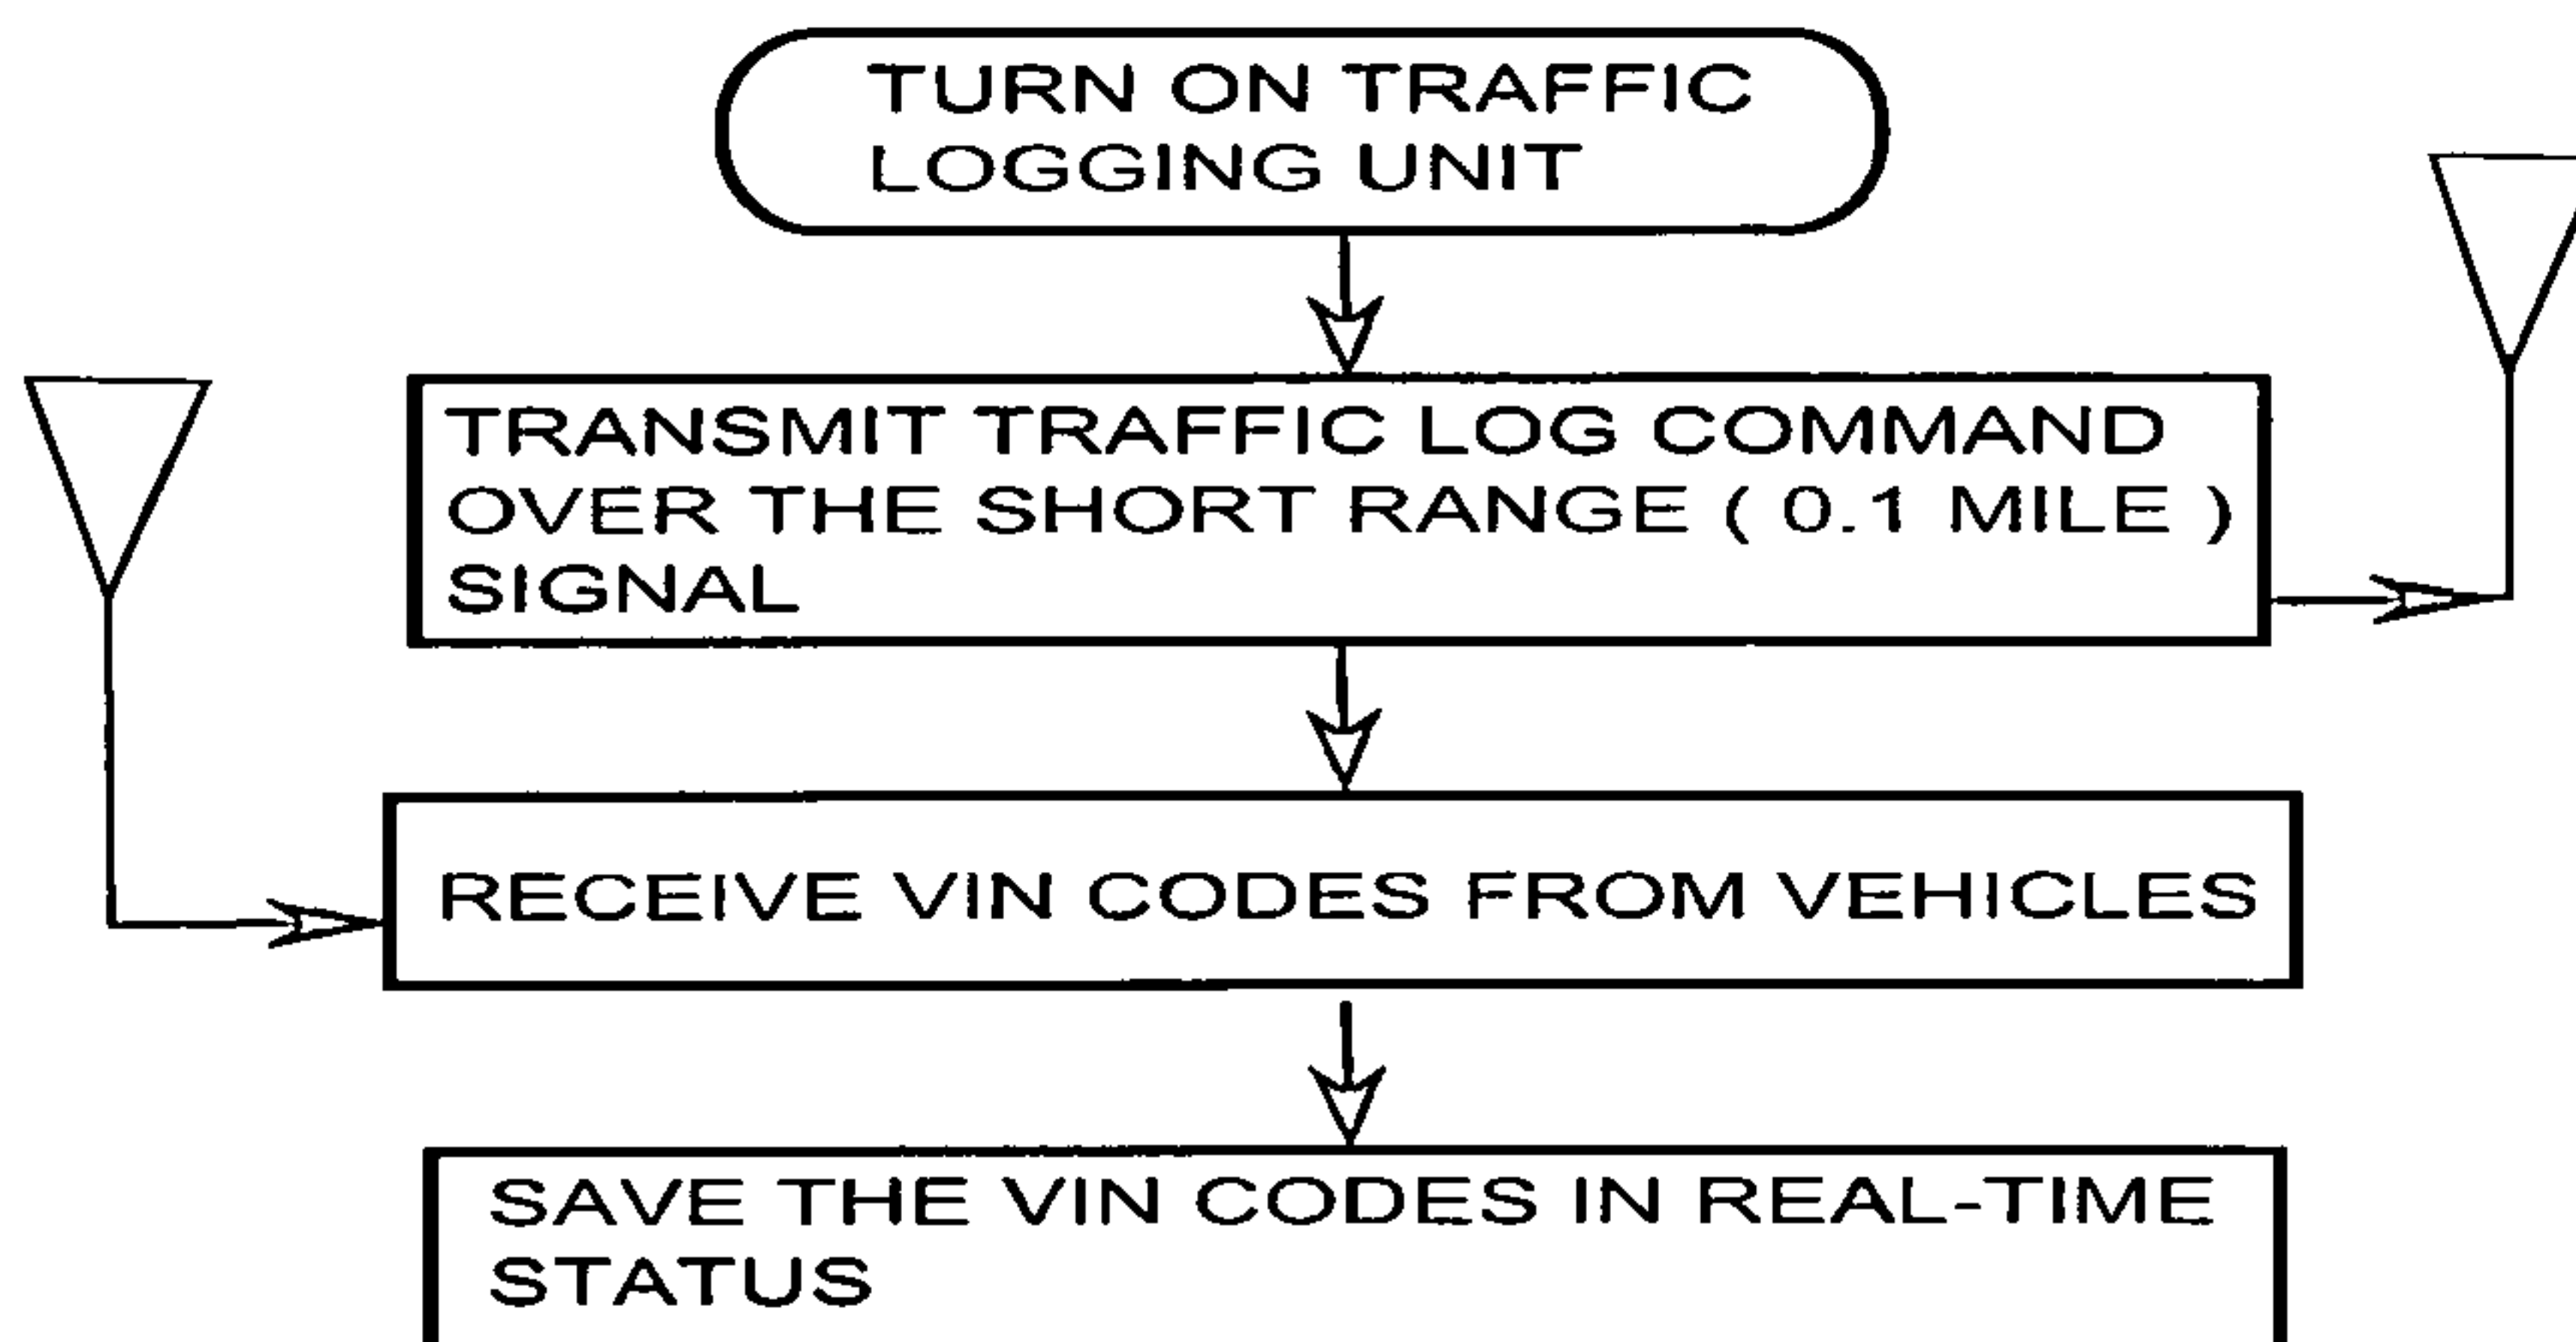 TURN ON TRAFFIC
LOGGING UNIT
TRANSMIT TRAFFIC LOG COMMAND
OVER THE SHORT RANGE ( 0.1 MILE )
SIGNAL
RECEIVE VIN CODES FROM VEHICLES
SAVE THE VIN CODES IN REAL-TIME
STATUS